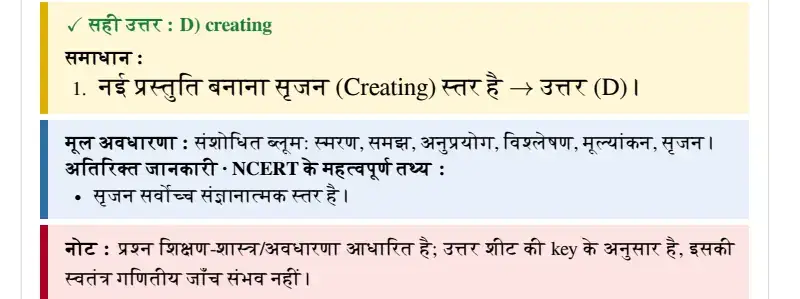 ✓ सही उत्तर : D) creating
समाधान :
1. नई प्रस्तुति बनाना सृजन (Creating) स्तर है → उत्तर (D)।
मूल अवधारणा : संशोधित ब्लूम: स्मरण, समझ, अनुप्रयोग, विश्लेषण, मूल्यांकन, सृजन।
अतिरिक्त जानकारी · NCERT के महत्वपूर्ण तथ्य :
• सृजन सर्वोच्च संज्ञानात्मक स्तर है।
नोट : प्रश्न शिक्षण-शास्त्र/अवधारणा आधारित है; उत्तर शीट की key के अनुसार है, इसकी
स्वतंत्र गणितीय जाँच संभव नहीं।